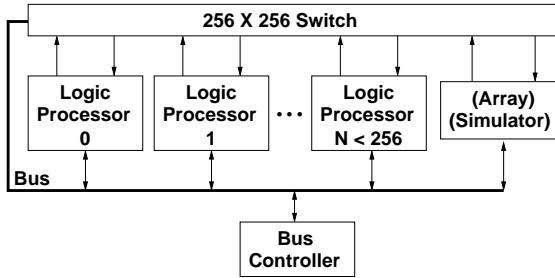 256 X 256 Switch
Logic
Processor
0
Logic
Processor
1
...
Logic
Processor
N < 256
(Array)
(Simulator)
Bus
Bus
Controller